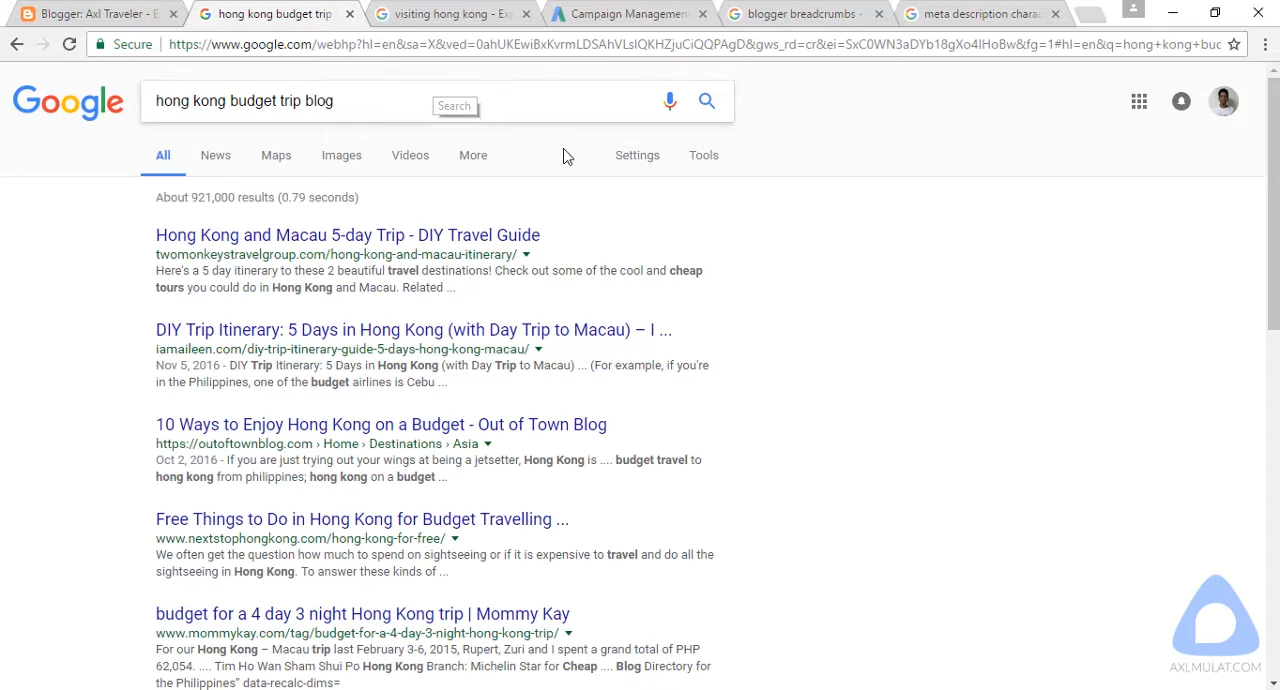 Blogger: Axl Traveler - E
hong kong budget trip
visiting hong kong - Exp
Campaign Management
blogger breadcrumbs -
meta description charac
Secure
https://www.google.com/webhp?hl=en&sa=X&ved=0ahUKEwiBxKvrmLDSAhVLsIQKHZjuCiQQPAgD&gws_rd=cr&ei=SxC0WN3aDYb18gXo4IHoBw&fg=1#hl=en&q=hong+kong+buc
Google
hong kong budget trip blog
Search
All
News
Maps
Images
Videos
More
Settings
Tools
About 921,000 results (0.79 seconds)
Hong Kong and Macau 5-day Trip - DIY Travel Guide
twomonkeystravelgroup.com/hong-kong-and-macau-itinerary/
Here's a 5 day itinerary to these 2 beautiful travel destinations! Check out some of the cool and cheap
tours you could do in Hong Kong and Macau. Related ...
DIY Trip Itinerary: 5 Days in Hong Kong (with Day Trip to Macau) – I ...
iamaileen.com/diy-trip-itinerary-guide-5-days-hong-kong-macau/
Nov 5, 2016 - DIY Trip Itinerary: 5 Days in Hong Kong (with Day Trip to Macau) ... (For example, if you're
in the Philippines, one of the budget airlines is Cebu ...
10 Ways to Enjoy Hong Kong on a Budget - Out of Town Blog
https://outoftownblog.com › Home › Destinations › Asia
Oct 2, 2016 - If you are just trying out your wings at being a jetsetter, Hong Kong is .... budget travel to
hong kong from philippines; hong kong on a budget ...
Free Things to Do in Hong Kong for Budget Travelling ...
www.nextstophongkong.com/hong-kong-for-free/
We often get the question how much to spend on sightseeing or if it is expensive to travel and do all the
sightseeing in Hong Kong. To answer these kinds of ...
budget for a 4 day 3 night Hong Kong trip | Mommy Kay
www.mommykay.com/tag/budget-for-a-4-day-3-night-hong-kong-trip/
For our Hong Kong – Macau trip last February 3-6, 2015, Rupert, Zuri and I spent a grand total of PHP
62,054. .... Tim Ho Wan Sham Shui Po Hong Kong Branch: Michelin Star for Cheap .... Blog Directory for
the Philippines” data-recalc-dims=
AXLMULAT.COM